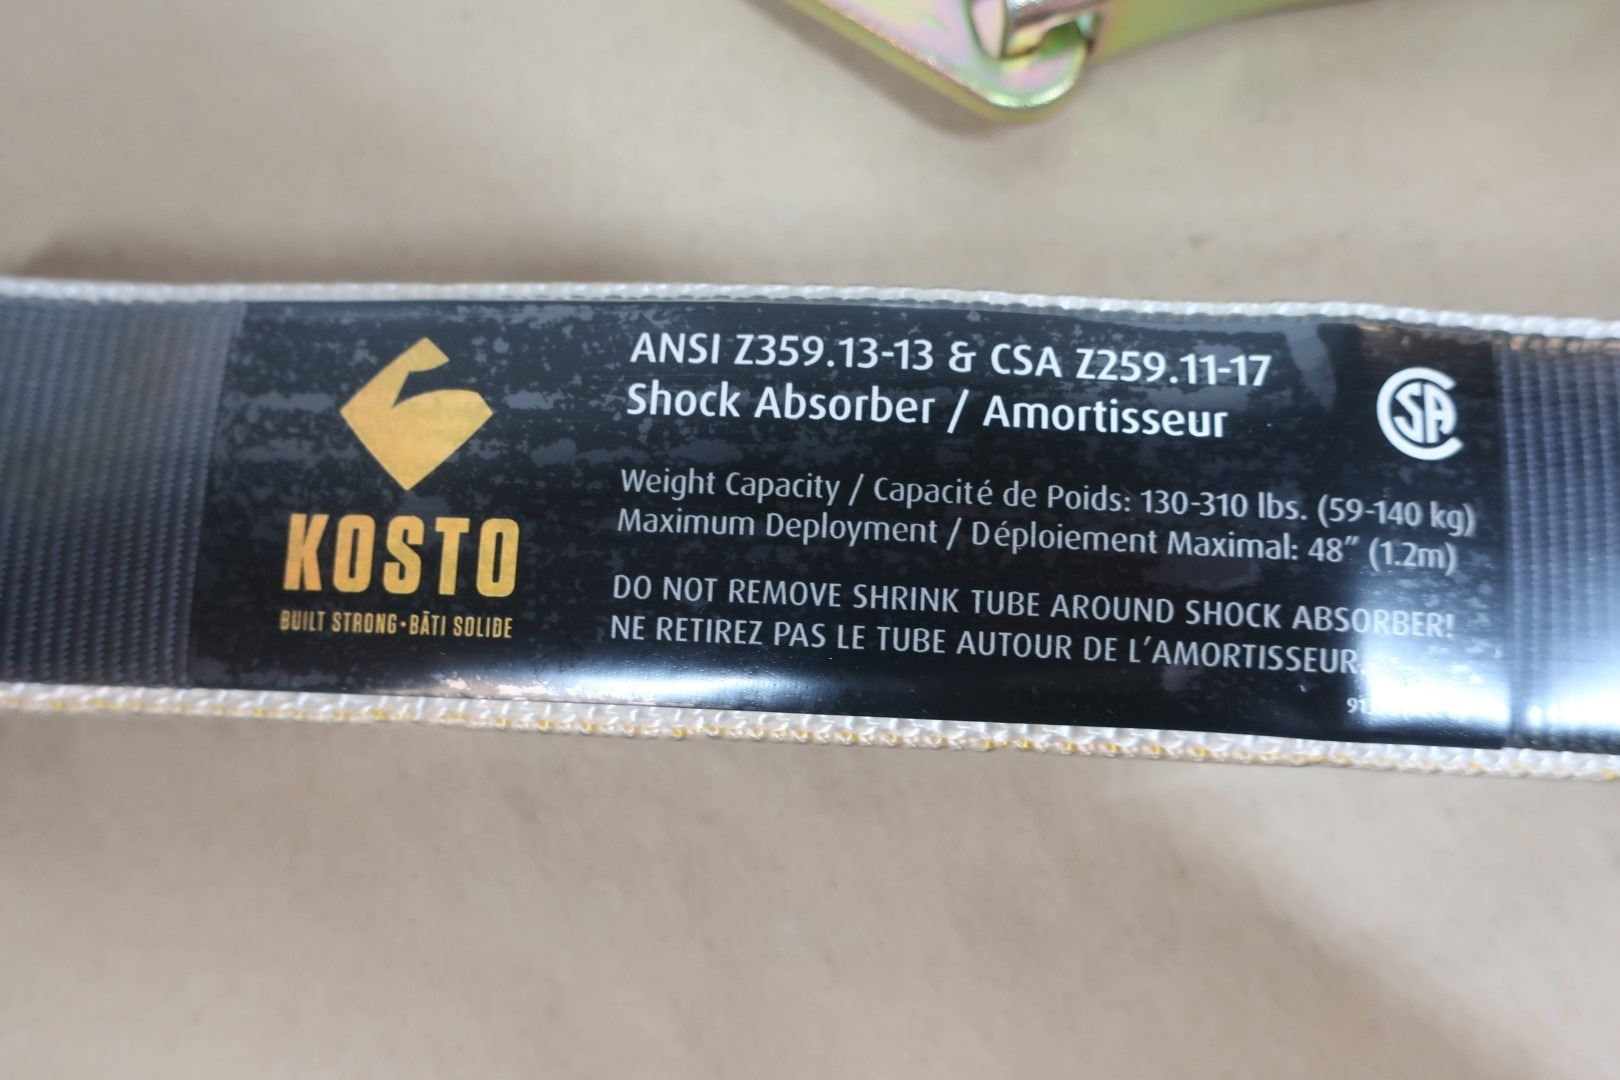 KOSTO
BUILT STRONG•BÂTI SOLIDE
ANSI Z359.13-13 & CSA Z259.11-17
Shock Absorber / Amortisseur
CSA
Weight Capacity / Capacité de Poids: 130-310 lbs. (59-140 kg)
Maximum Deployment / Déploiement Maximal: 48” (1.2m)
DO NOT REMOVE SHRINK TUBE AROUND SHOCK ABSORBER!
NE RETIREZ PAS LE TUBE AUTOUR DE L’AMORTISSEUR